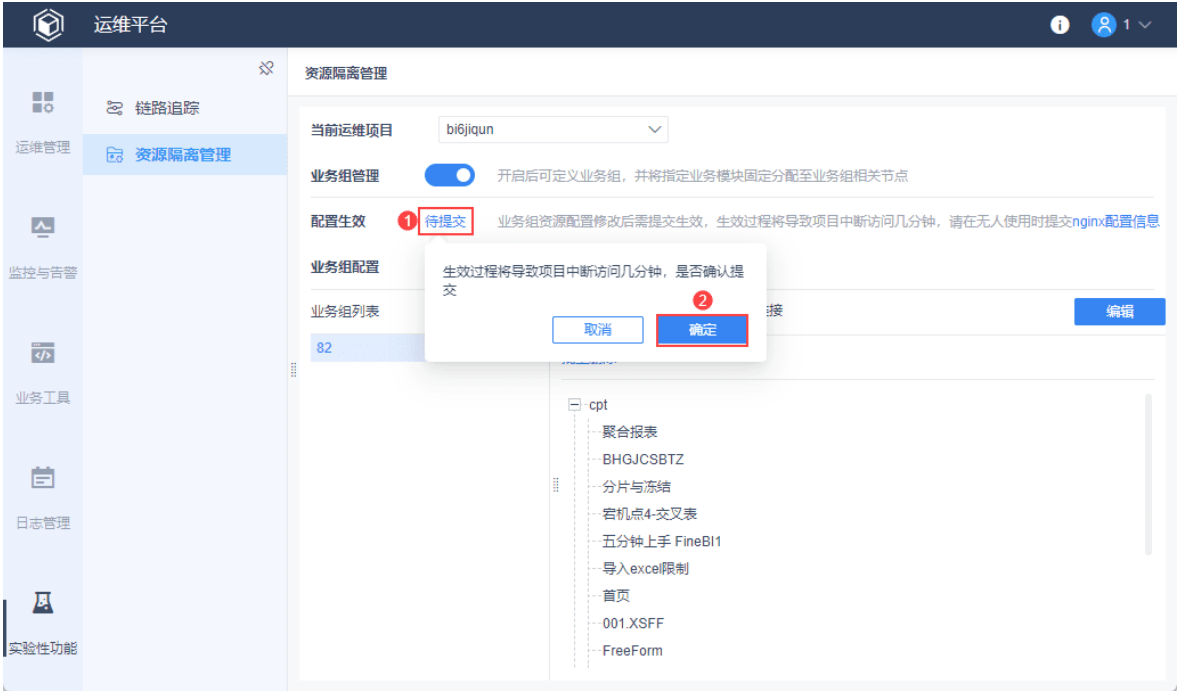 运维平台
1
资源隔离管理
链路追踪
资源隔离管理
运维管理
监控与告警
业务工具
日志管理
实验性功能
当前运维项目 bi6jiqun
业务组管理 开启后可定义业务组，并将指定业务模块固定分配至业务组相关节点
配置生效 1 待提交 业务组资源配置修改后需提交生效，生效过程将导致项目中断访问几分钟，请在无人使用时提交nginx配置信息
业务组配置
生效过程将导致项目中断访问几分钟，是否确认提
交
2
取消 确定
业务组列表 接 编辑
82
cpt
聚合报表
BHGJCSBTZ
分片与冻结
宕机点4-交叉表
五分钟上手 FineBI1
导入excel限制
首页
001.XSFF
FreeForm